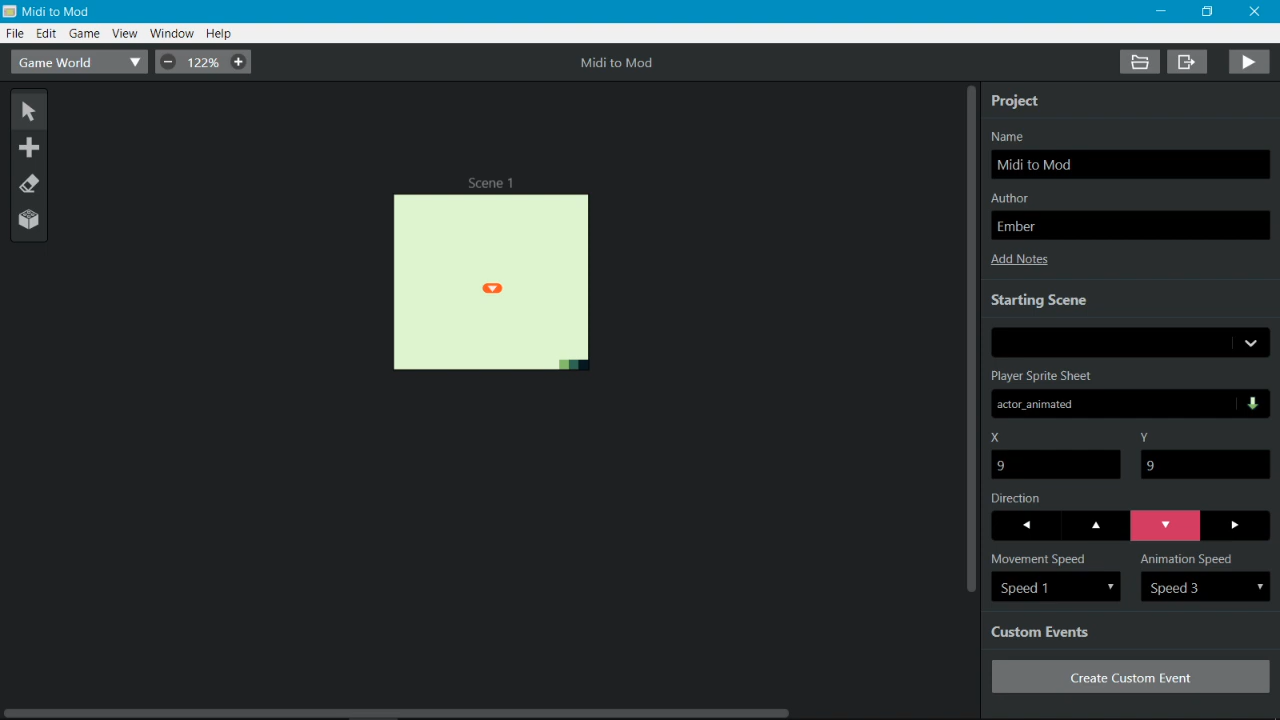 Midi to Mod
File Edit Game View Window Help
Game World 122% Midi to Mod
Scene 1
Project
Name
Midi to Mod
Author
Ember
Add Notes
Starting Scene
Player Sprite Sheet
actor_animated
X Y
9 9
Direction
Movement Speed Animation Speed
Speed 1 Speed 3
Custom Events
Create Custom Event